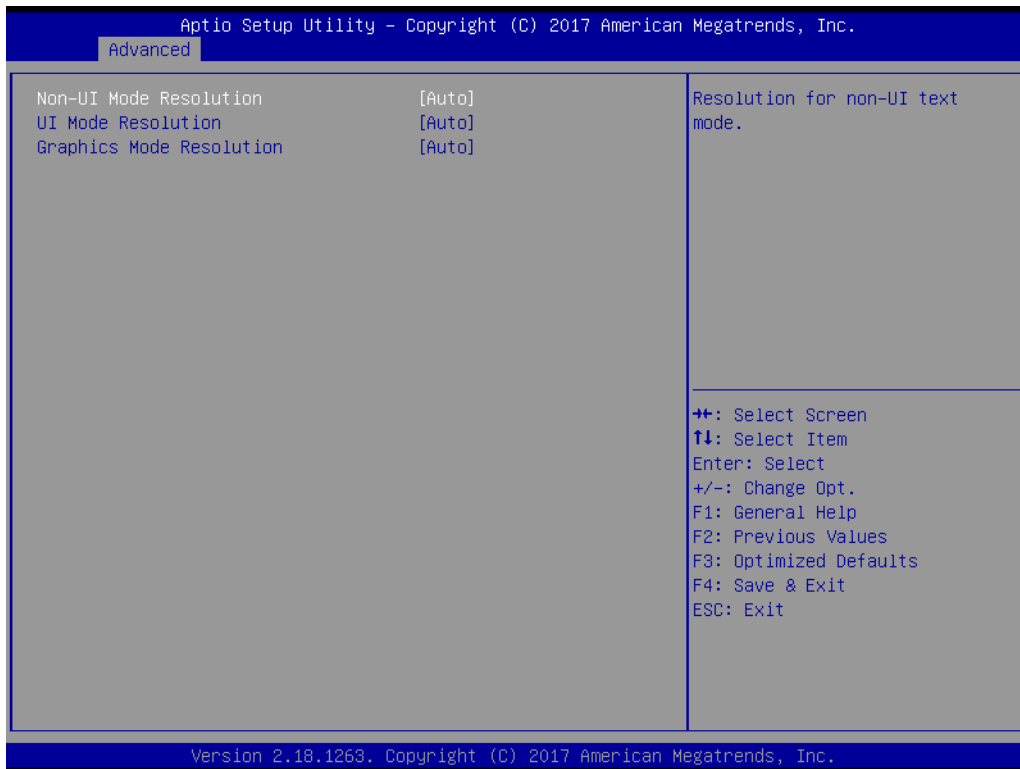 Aptio Setup Utility – Copyright (C) 2017 American Megatrends, Inc.
Advanced
Non-UI Mode Resolution [Auto]
UI Mode Resolution [Auto]
Graphics Mode Resolution [Auto]
Resolution for non-UI text
mode.
→←: Select Screen
↑↓: Select Item
Enter: Select
+/-: Change Opt.
F1: General Help
F2: Previous Values
F3: Optimized Defaults
F4: Save & Exit
ESC: Exit
Version 2.18.1263. Copyright (C) 2017 American Megatrends, Inc.